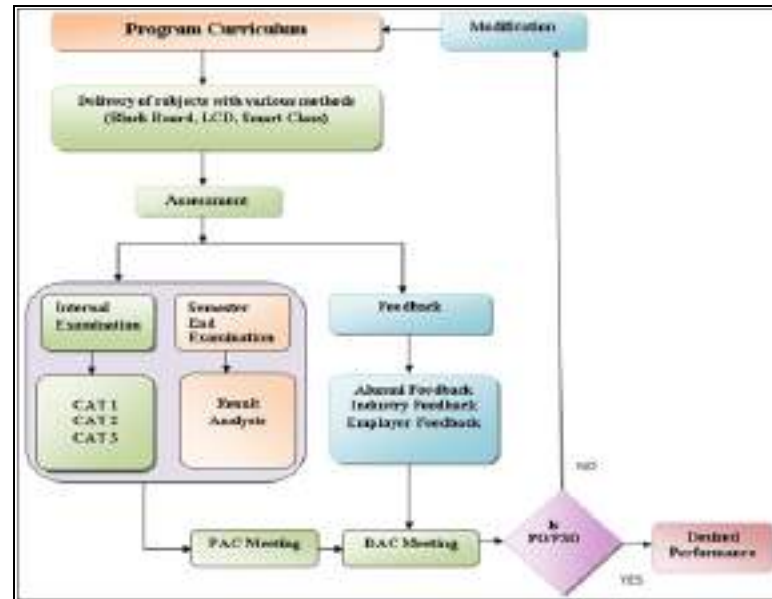 Program Curriculum
Modification
Delivery of subjects with various methods
(Black Board, LCD, Smart Class)
Assessment
Internal
Examination
Semester
End
Examination
Feedback
CAT 1
CAT 2
CAT 3
Result
Analysis
Alumni Feedback
Industry Feedback
Employer Feedback
NO
PAC Meeting
DAC Meeting
Is
PO/PSO
Desired
Performance
YES